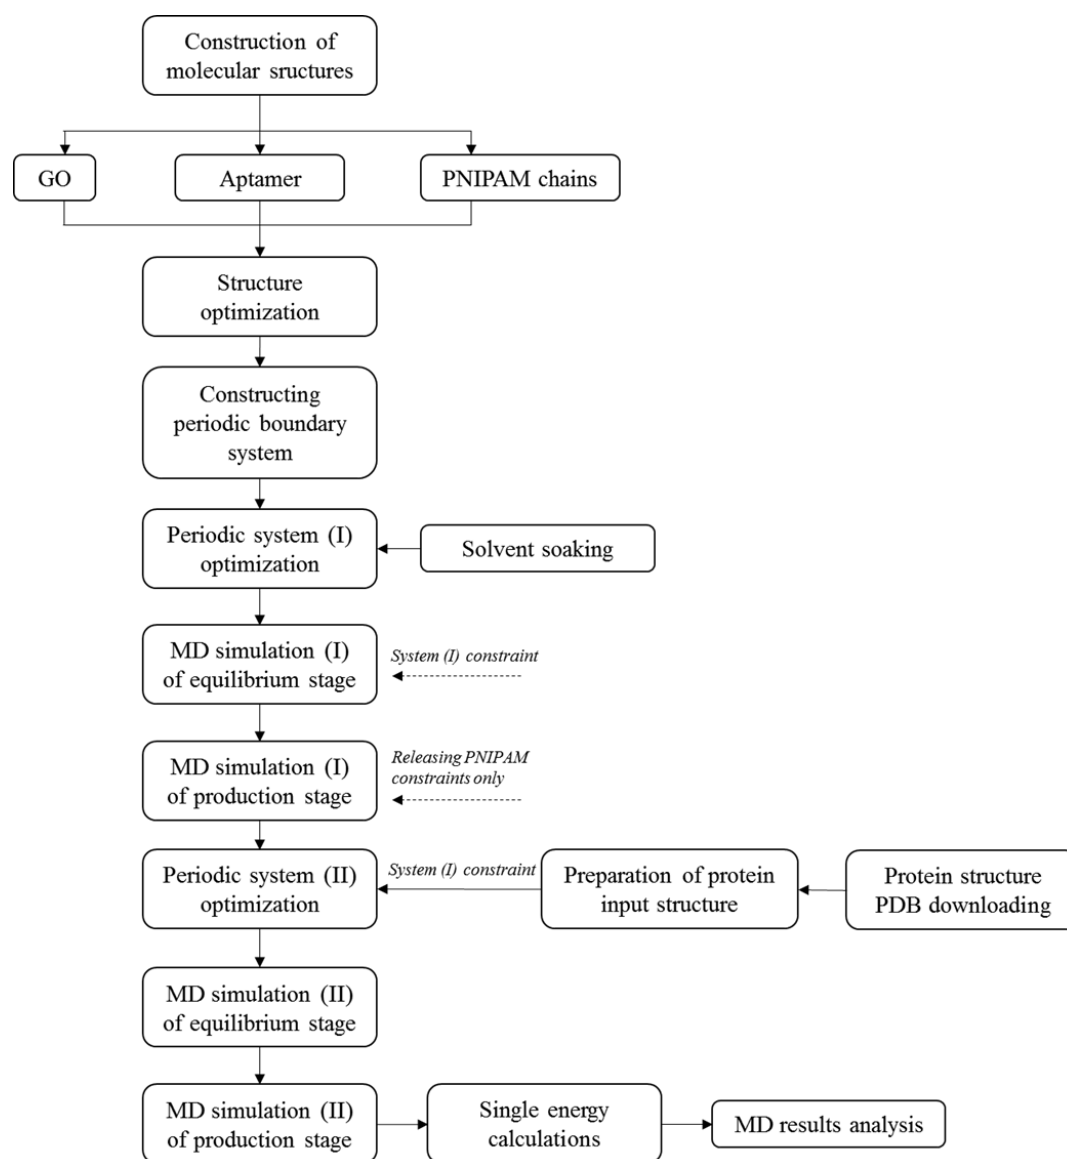 Construction of
molecular sructures
GO
Aptamer
PNIPAM chains
Structure
optimization
Constructing
periodic boundary
system
Periodic system (I)
optimization
Solvent soaking
MD simulation (I)
of equilibrium stage
System (I) constraint
MD simulation (I)
of production stage
Releasing PNIPAM
constraints only
Periodic system (II)
optimization
System (I) constraint
Preparation of protein
input structure
Protein structure
PDB downloading
MD simulation (II)
of equilibrium stage
MD simulation (II)
of production stage
Single energy
calculations
MD results analysis